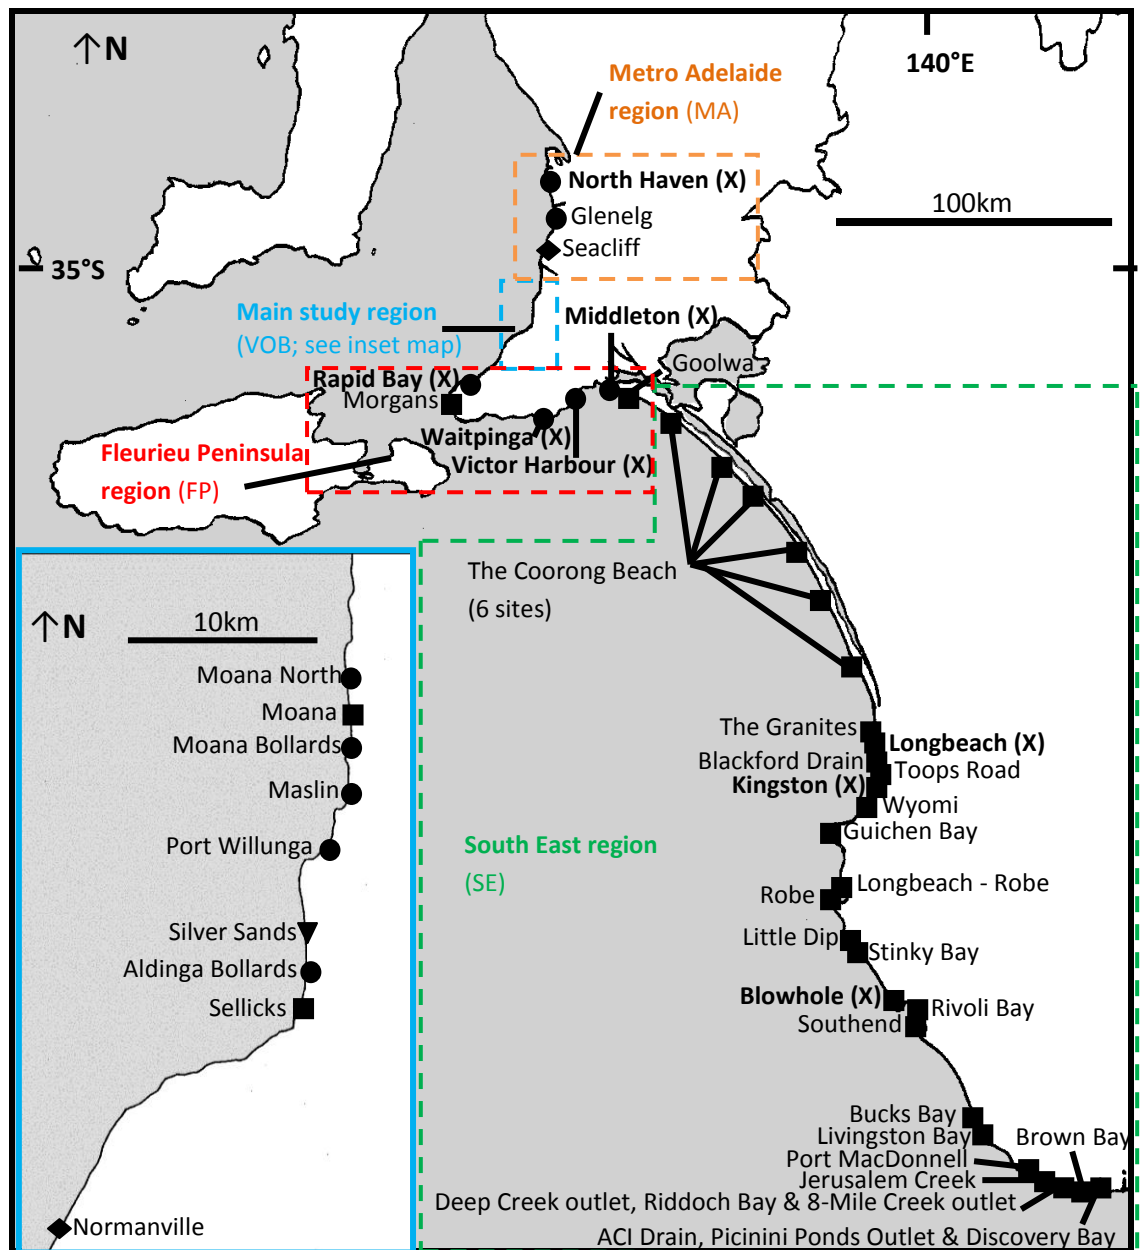 ↑N
140°E
Metro Adelaide
region (MA)
North Haven (X)
Glenelg
Seacliff
100km
35°S
Main study region
(VOB; see inset map)
Middleton (X)
Goolwa
Rapid Bay (X)
Morgans
Waitpinga (X)
Victor Harbour (X)
Fleurieu Peninsula
region (FP)
The Coorong Beach
(6 sites)
↑N
10km
Moana North
Moana
Moana Bollards
Maslin
Port Willunga
Silver Sands
Aldinga Bollards
Sellicks
Normanville
The Granites
Longbeach (X)
Blackford Drain
Toops Road
Kingston (X)
Wyomi
Guichen Bay
South East region
(SE)
Longbeach - Robe
Robe
Little Dip
Stinky Bay
Blowhole (X)
Rivoli Bay
Southend
Bucks Bay
Livingston Bay
Brown Bay
Port MacDonnell
Jerusalem Creek
Deep Creek outlet, Riddoch Bay & 8-Mile Creek outlet
ACI Drain, Picinini Ponds Outlet & Discovery Bay